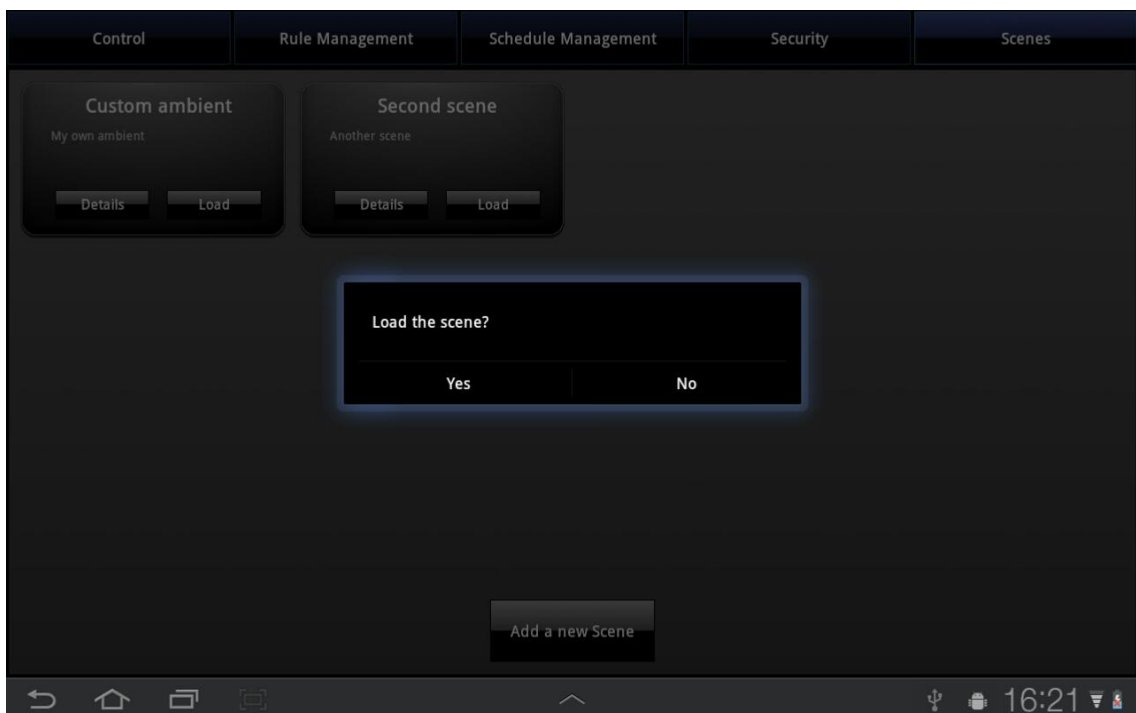 Control Rule Management Schedule Management Security Scenes
Custom ambient Second scene
My own ambient Another scene
Details Load Details Load
Load the scene?
Yes No
Add a new Scene
16:21